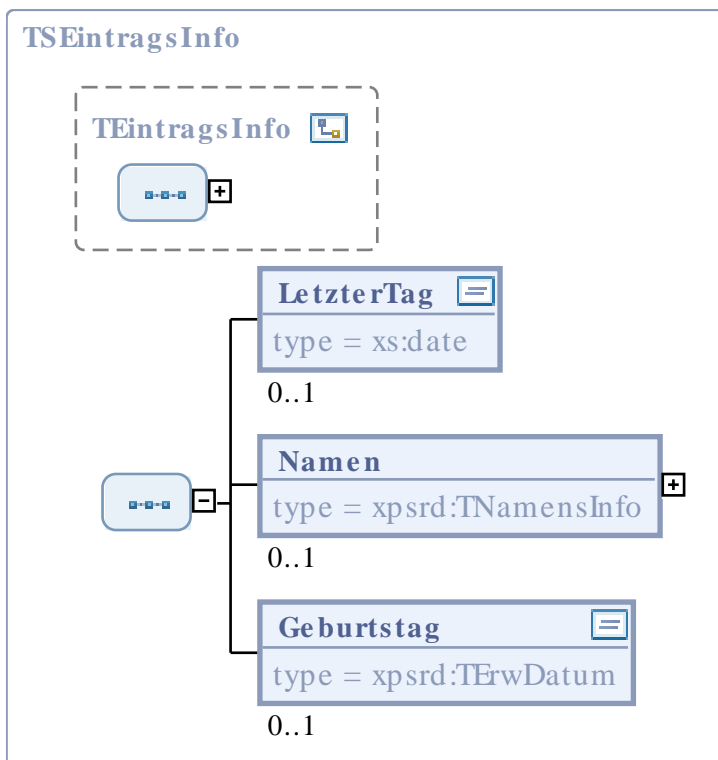 TSEintragsInfo
TEintragsInfo
LetzterTag
type = xs:date
0..1
Namen
type = xpsrd:TNamensInfo
0..1
Geburtstag
type = xpsrd:TErwDatum
0..1